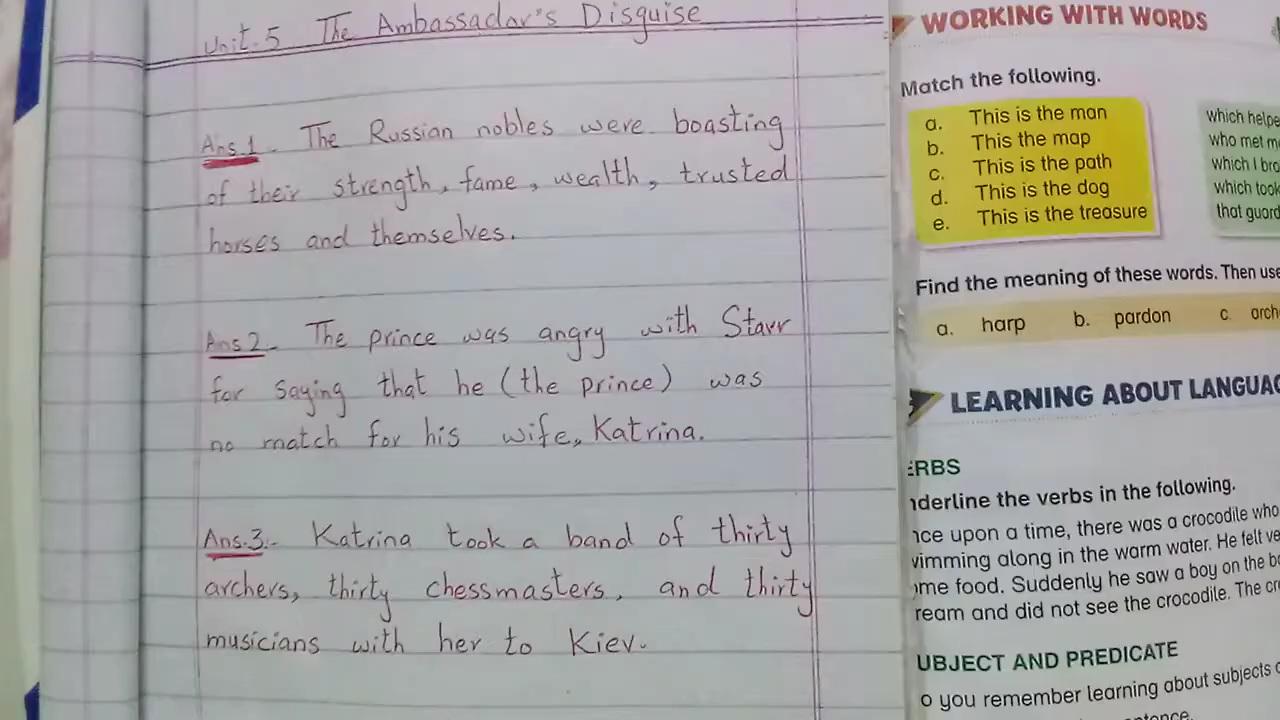 Unit.5 The Ambassador's Disguise
Ans.1. The Russian nobles were boasting
of their strength, fame, wealth, trusted
horses and themselves.
Ans.2. The prince was angry with Stavr
for saying that he (the prince) was
no match for his wife, Katrina.
Ans.3. Katrina took a band of thirty
archers, thirty chessmasters, and thirty
musicians with her to Kiev.
WORKING WITH WORDS
Match the following.
a. This is the man
b. This the map
c. This is the path
d. This is the dog
e. This is the treasure
which helpe
who met m
which I bro
which took
that guard
Find the meaning of these words. Then use
a. harp b. pardon c. arch
LEARNING ABOUT LANGUAG
ERBS
nderline the verbs in the following.
nce upon a time, there was a crocodile who
wimming along in the warm water. He felt ve
ome food. Suddenly he saw a boy on the b
ream and did not see the crocodile. The cr
UBJECT AND PREDICATE
o you remember learning about subjects
entence.